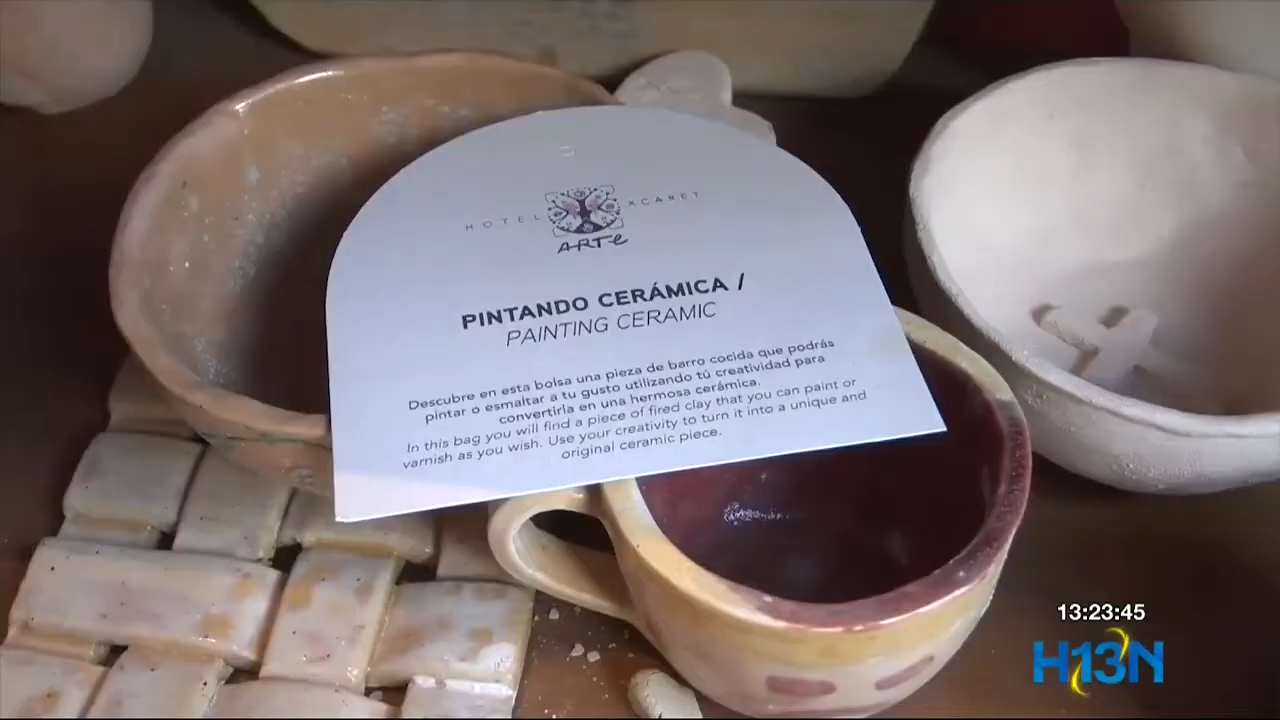 HOTEL XCARET
ARTe
PINTANDO CERÁMICA /
PAINTING CERAMIC
Descubre en esta bolsa una pieza de barro cocida que podrás
pintar o esmaltar a tu gusto utilizando tú creatividad para
convertirla en una hermosa cerámica.
In this bag you will find a piece of fired clay that you can paint or
varnish as you wish. Use your creativity to turn it into a unique and
original ceramic piece.
13:23:45
H13N